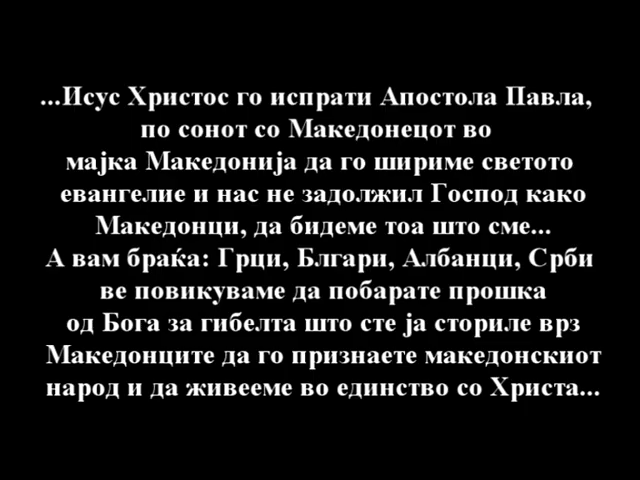 ...Исус Христос го испрати Апостола Павла,
по сонот со Македонецот во
мајка Македонија да го шириме светото
евангелие и нас не задолжил Господ како
Македонци, да бидеме тоа што сме...
А вам браќа: Грци, Блгари, Албанци, Срби
ве повикуваме да побарате прошка
од Бога за гибелта што сте ја сториле врз
Македонците да го признаете македонскиот
народ и да живееме во единство со Христа...